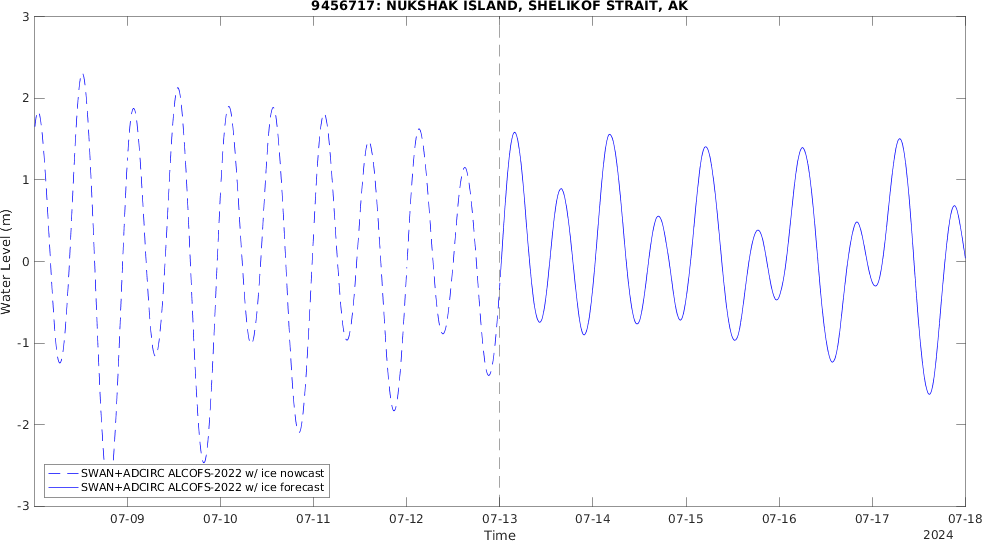 9456717: NUKSHAK ISLAND, SHELIKOF STRAIT, AK
3
2
1
0
-1
-2
-3
Water Level (m)
SWAN+ADCIRC ALCOFS-2022 w/ ice nowcast
SWAN+ADCIRC ALCOFS-2022 w/ ice forecast
07-09 07-10 07-11 07-12 07-13 07-14 07-15 07-16 07-17 07-18
Time
2024